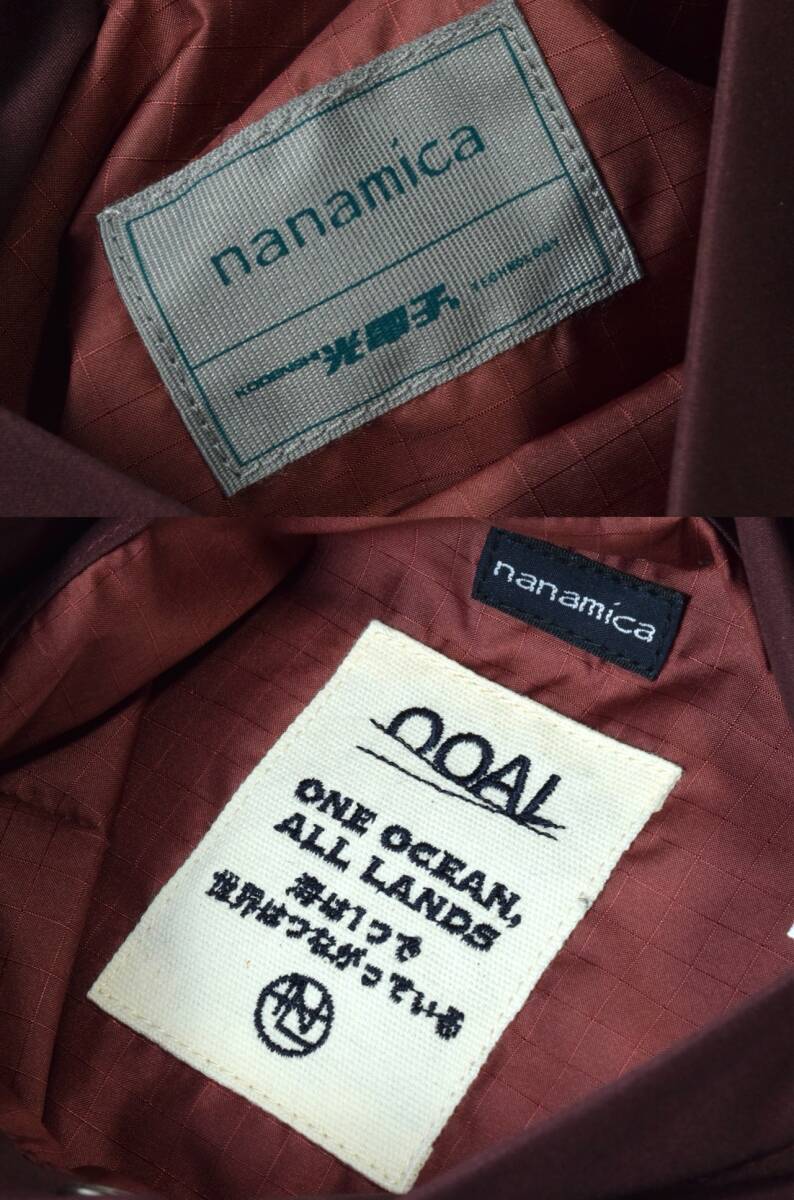 nanamica
KODENSHI 光電子® TECHNOLOGY
nanamica
OOAL
ONE OCEAN,
ALL LANDS
海は1つで
世界はつながっている